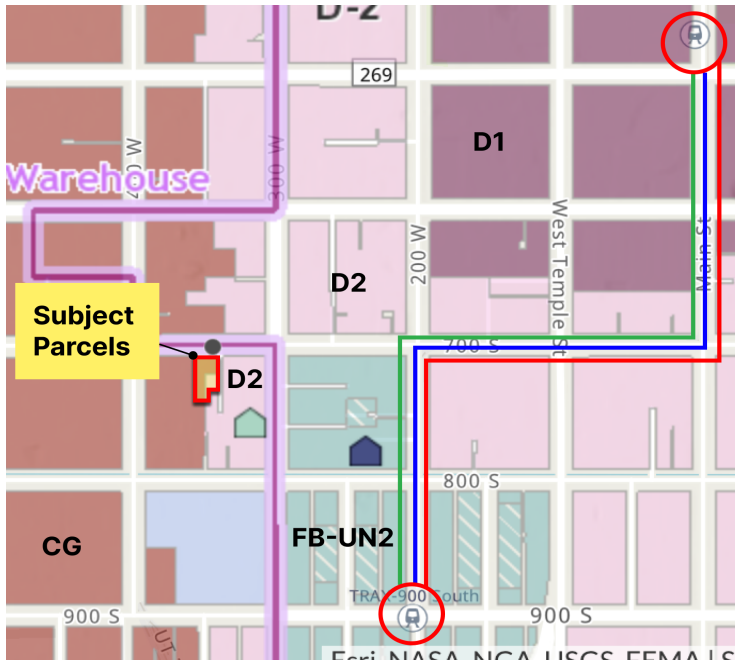 D-2
269
D1
300 W
Warehouse
200 W
West Temple St
Main St
D2
Subject
Parcels
700 S
D2
800 S
CG
FB-UN2
TRAX-900 South
900 S
900 S
UT
Esri, NASA, NGA, USGS, FEMA | S